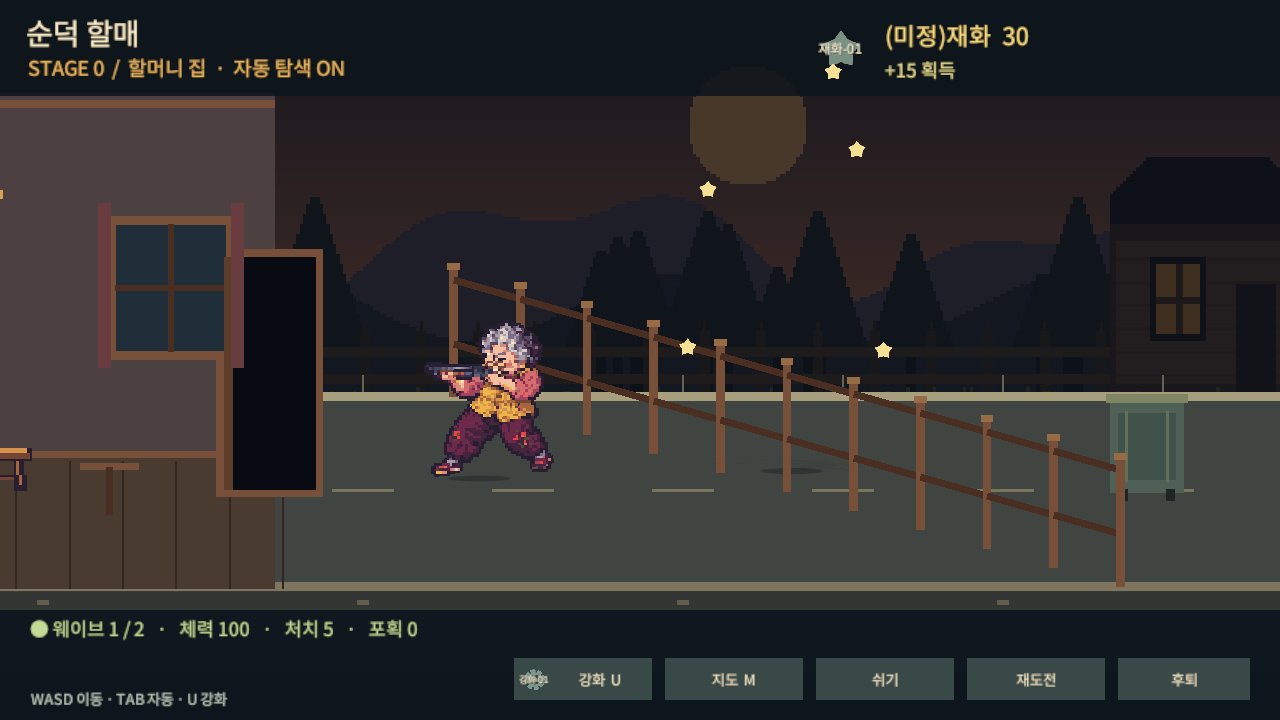 순덕 할매
STAGE 0 / 할머니 집 · 자동 탐색 ON
재화-01
(미정)재화 30
+15 획득
웨이브 1 / 2 · 체력 100 · 처치 5 · 포획 0
강화-01
강화 U
지도 M
쉬기
재도전
후퇴
WASD 이동 · TAB 자동 · U 강화